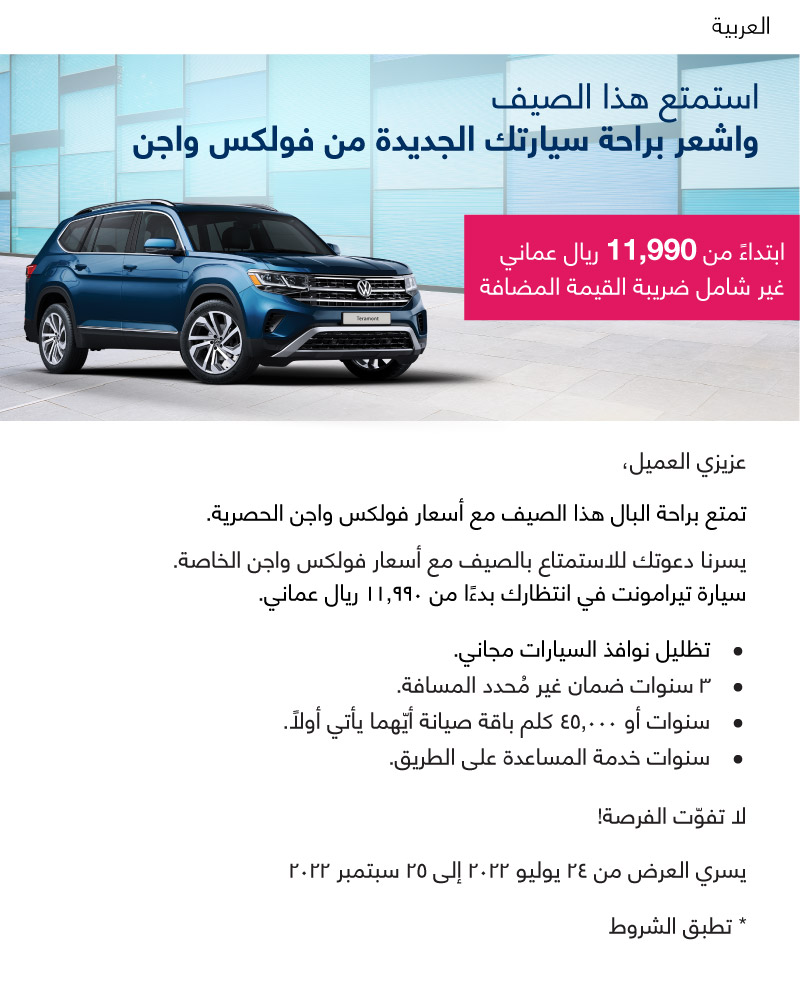 العربية
استمتع هذا الصيف
واشعر براحة سيارتك الجديدة من فولكس واجن
ابتداءً من 11,990 ريال عماني
غير شامل ضريبة القيمة المضافة
Teramont
عزيزي العميل،
تمتع براحة البال هذا الصيف مع أسعار فولكس واجن الحصرية.
يسرنا دعوتك للاستمتاع بالصيف مع أسعار فولكس واجن الخاصة.
سيارة تيرامونت في انتظارك بدءًا من ١١,٩٩٠ ريال عماني.
• تظليل نوافذ السيارات مجاني.
• ٣ سنوات ضمان غير مُحدد المسافة.
• سنوات أو ٤٥,٠٠٠ كلم باقة صيانة أيّهما يأتي أولاً.
• سنوات خدمة المساعدة على الطريق.
لا تفوّت الفرصة!
يسري العرض من ٢٤ يوليو ٢٠٢٢ إلى ٢٥ سبتمبر ٢٠٢٢
* تطبق الشروط